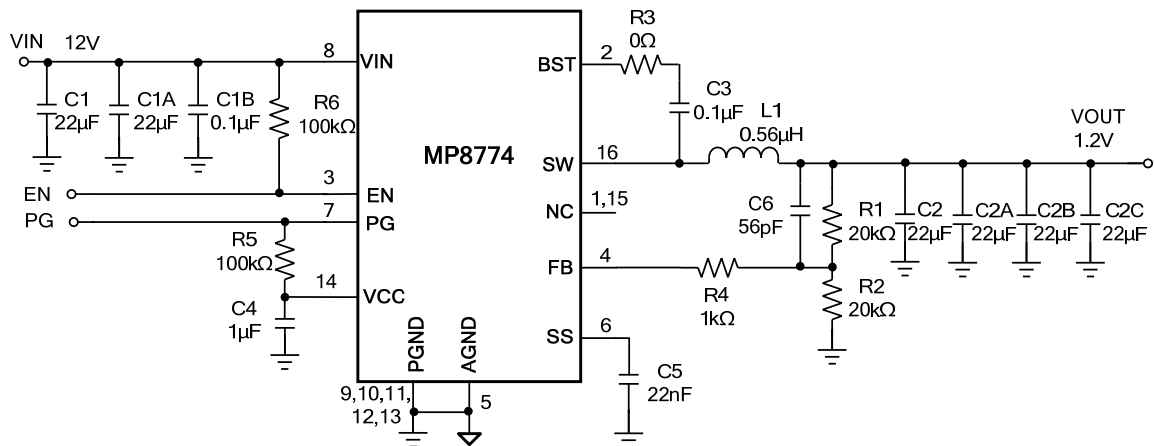 VIN
12V
8
VIN
C1
22µF
C1A
22µF
C1B
0.1µF
R6
100kΩ
EN
3
EN
PG
7
PG
R5
100kΩ
14
VCC
C4
1µF
MP8774
PGND
AGND
9,10,11,
12,13
5
BST
2
R3
0Ω
C3
0.1µF
L1
0.56µH
SW
16
VOUT
1.2V
NC
1,15
C6
56pF
R1
20kΩ
C2
22µF
C2A
22µF
C2B
22µF
C2C
22µF
FB
4
R4
1kΩ
R2
20kΩ
SS
6
C5
22nF